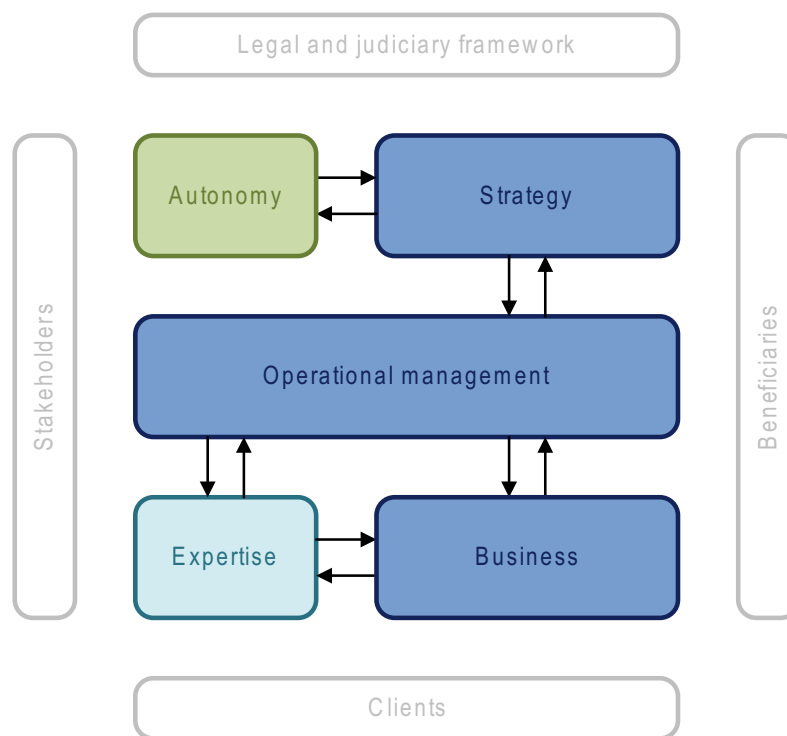 Legal and judiciary framework
Autonomy
Strategy
Stakeholders
Operational management
Beneficiaries
Expertise
Business
Clients